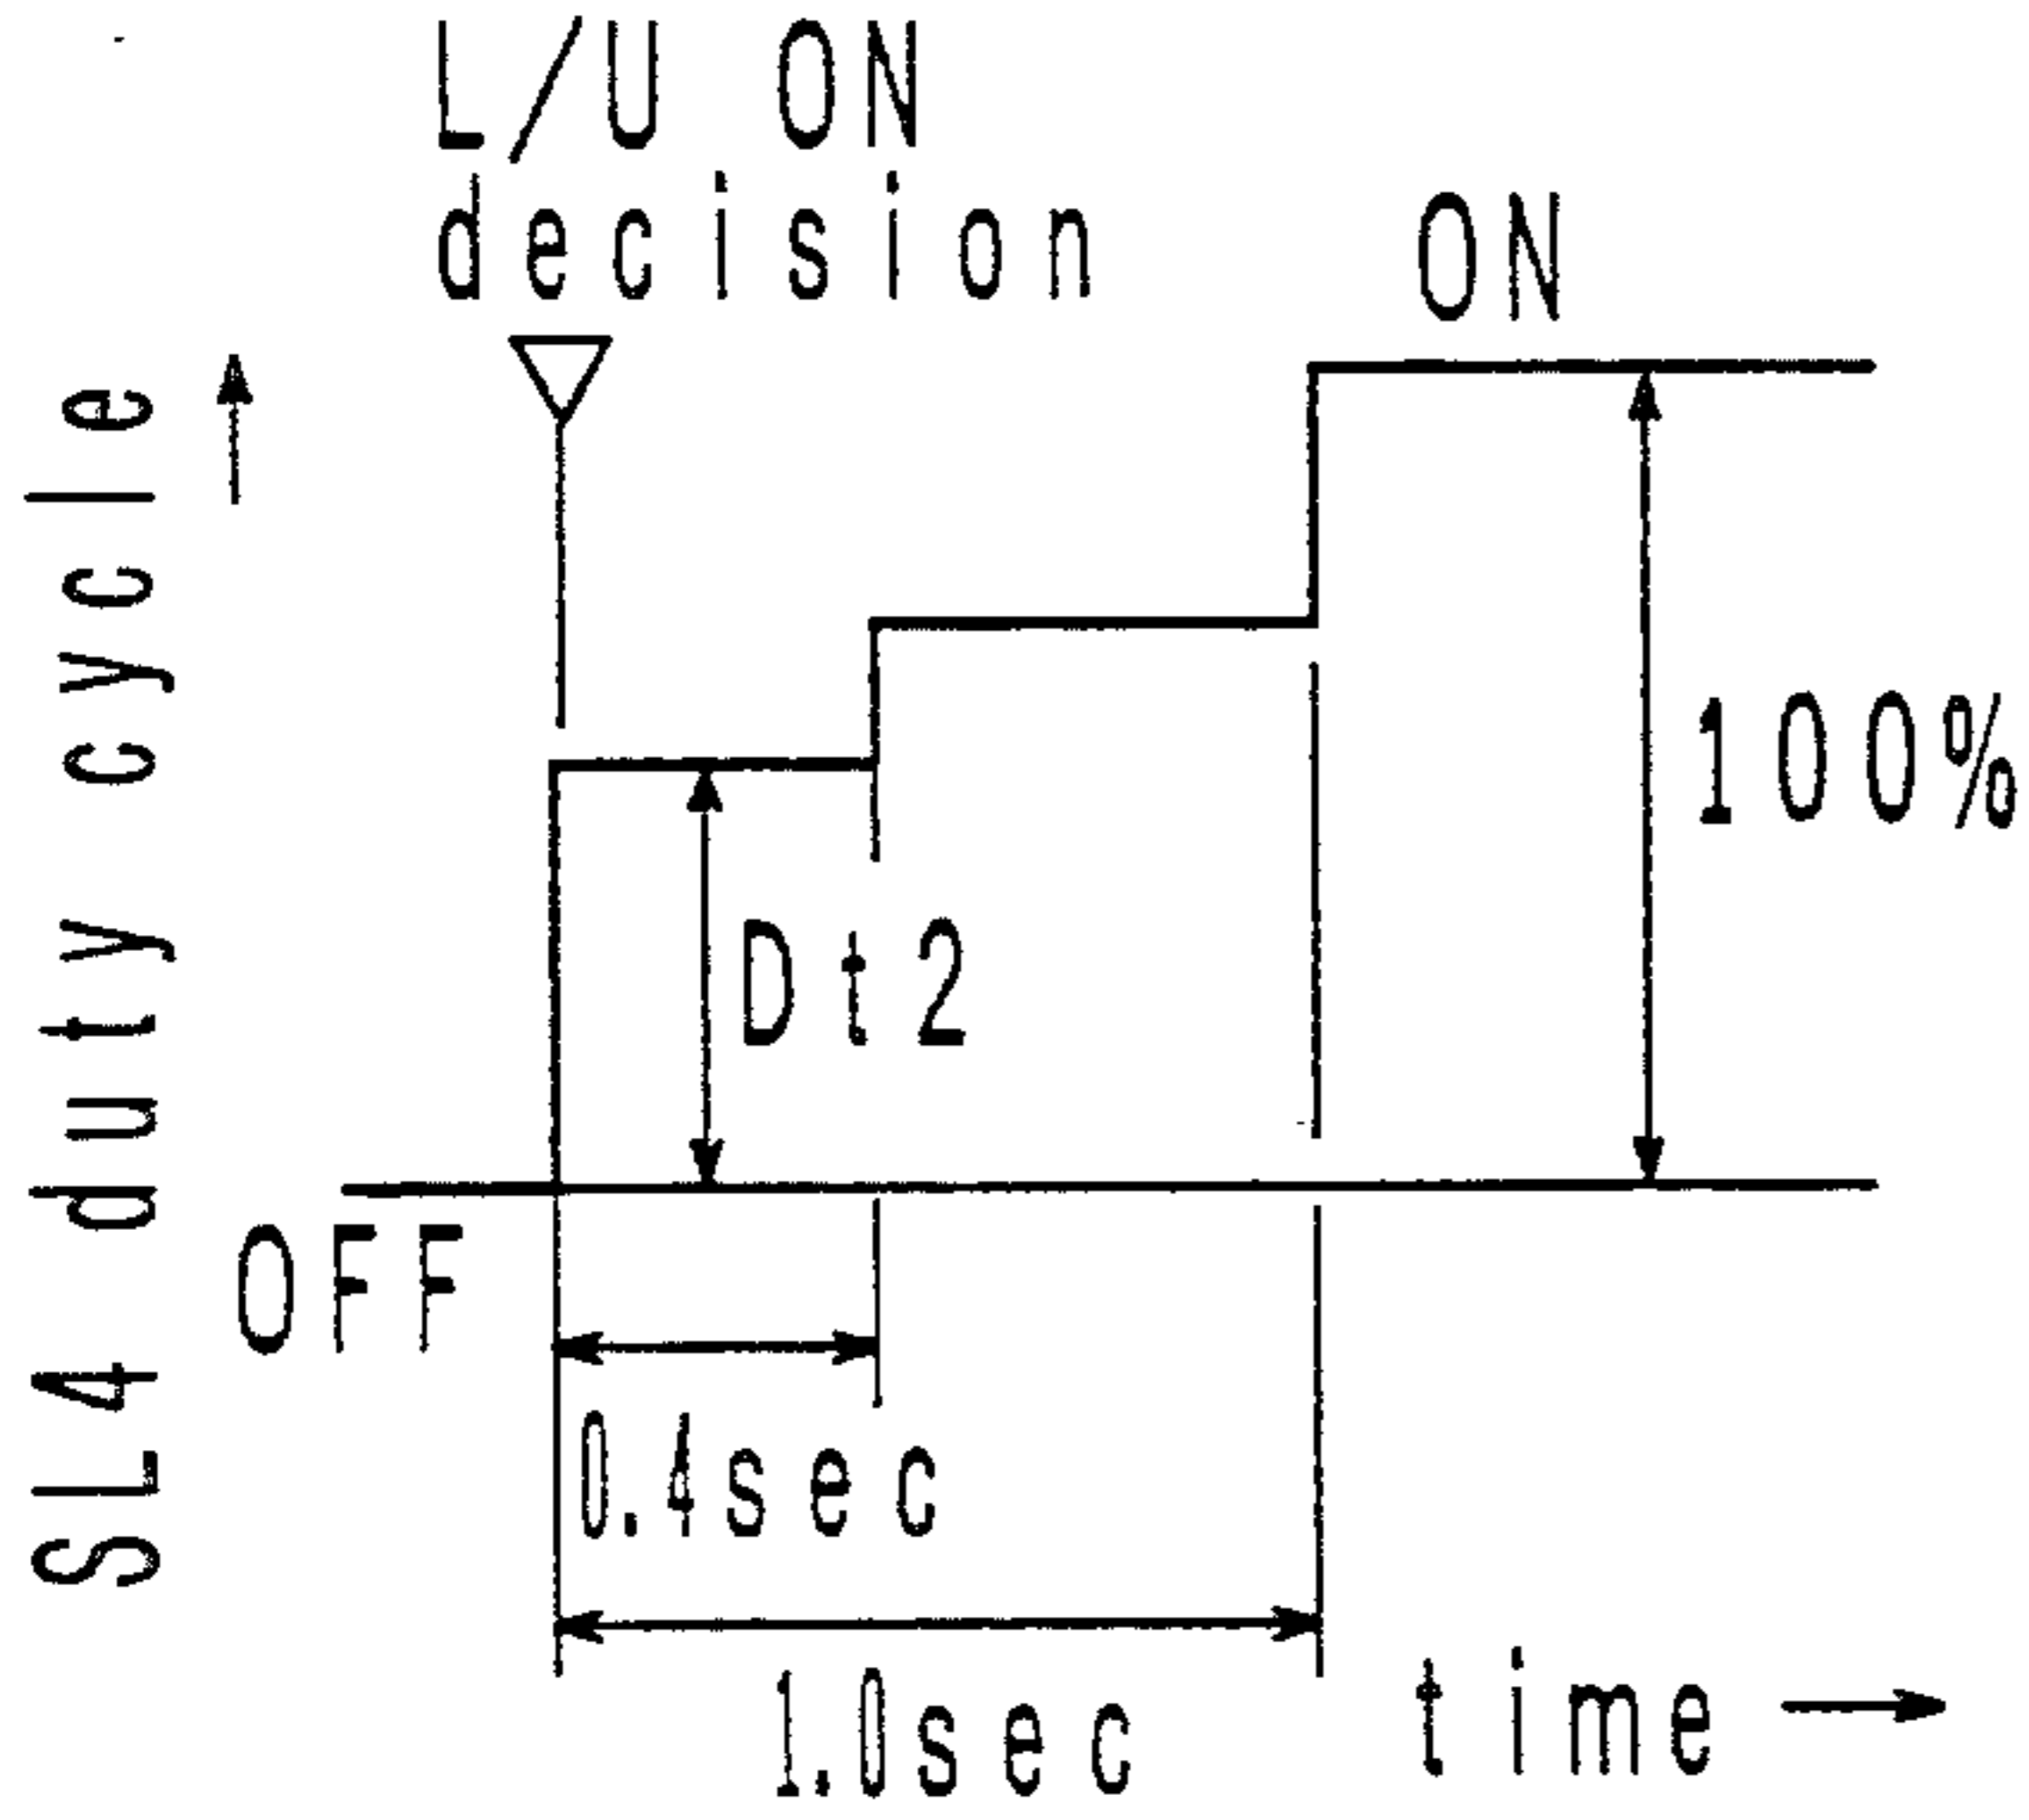 L/U ON
decision
ON
SL4 duty cycle
100%
Dt2
OFF
0.4sec
1.0sec
time